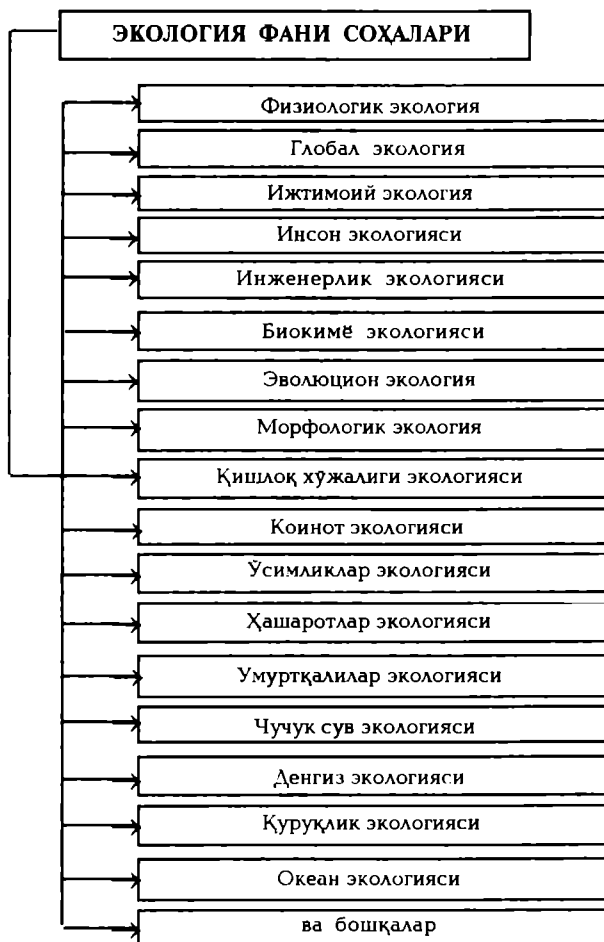 ЭКОЛОГИЯ ФАНИ СОҲАЛАРИ
Физиологик экология
Глобал экология
Ижтимоий экология
Инсон экологияси
Инженерлик экологияси
Биокимё экологияси
Эволюцион экология
Морфологик экология
Қишлоқ хўжалиги экологияси
Коинот экологияси
Ўсимликлар экологияси
Ҳашаротлар экологияси
Умуртқалилар экологияси
Чучук сув экологияси
Денгиз экологияси
Қуруқлик экологияси
Океан экологияси
ва бошқалар